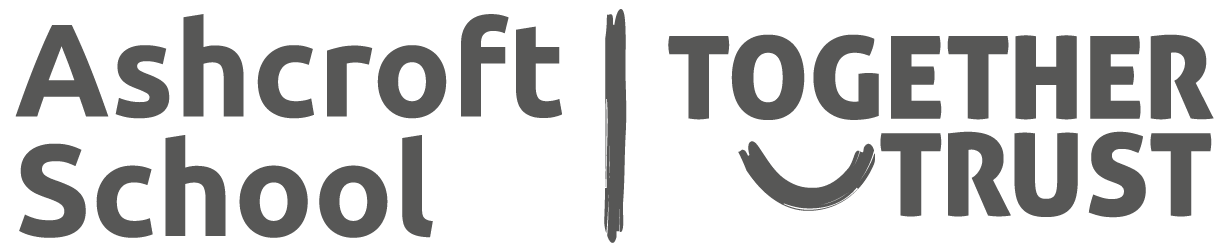 Ashcroft
School
TOGETHER
TRUST